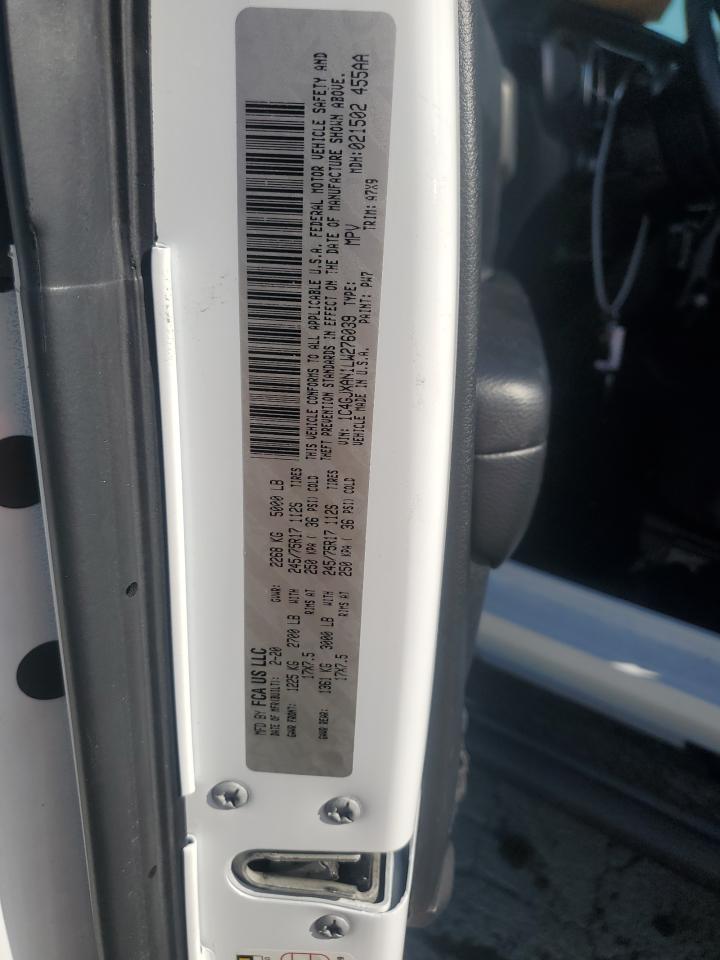 MFD BY FCA US LLC
DATE OF MFR(BUILT): 2-20 GVWR: 2268 KG 5000 LB
GAWR FRONT: 1225 KG 2700 LB WITH 245/75R17 112S TIRES
17X7.5 RIMS AT 250 KPA ( 36 PSI) COLD
GAWR REAR: 1361 KG 3000 LB WITH 245/75R17 112S TIRES
17X7.5 RIMS AT 250 KPA ( 36 PSI) COLD
THIS VEHICLE CONFORMS TO ALL APPLICABLE U.S.A. FEDERAL MOTOR VEHICLE SAFETY AND
THEFT PREVENTION STANDARDS IN EFFECT ON THE DATE OF MANUFACTURE SHOWN ABOVE.
VIN: 1C4GJXAN1LW276039 TYPE: MPV MDH:021502 455AA
VEHICLE MADE IN U.S.A. PAINT: PW7 TRIM: A7X9